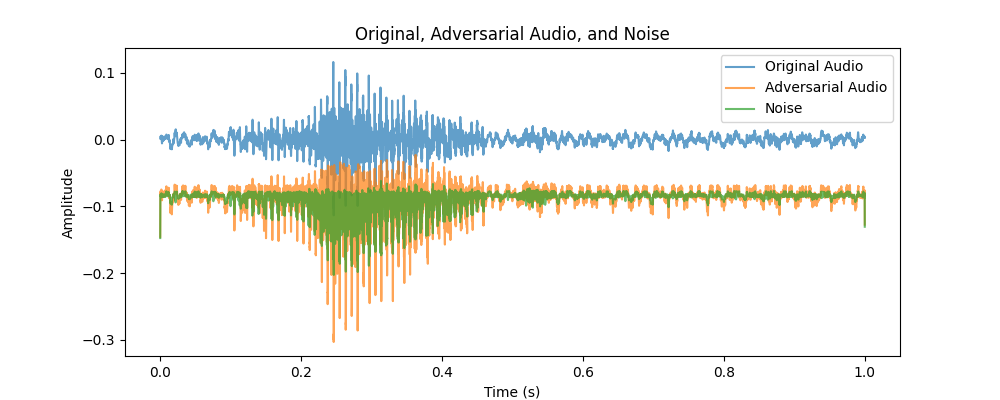 Original, Adversarial Audio, and Noise
Original Audio
Adversarial Audio
Noise
Amplitude
0.1
0.0
−0.1
−0.2
−0.3
0.0 0.2 0.4 0.6 0.8 1.0
Time (s)